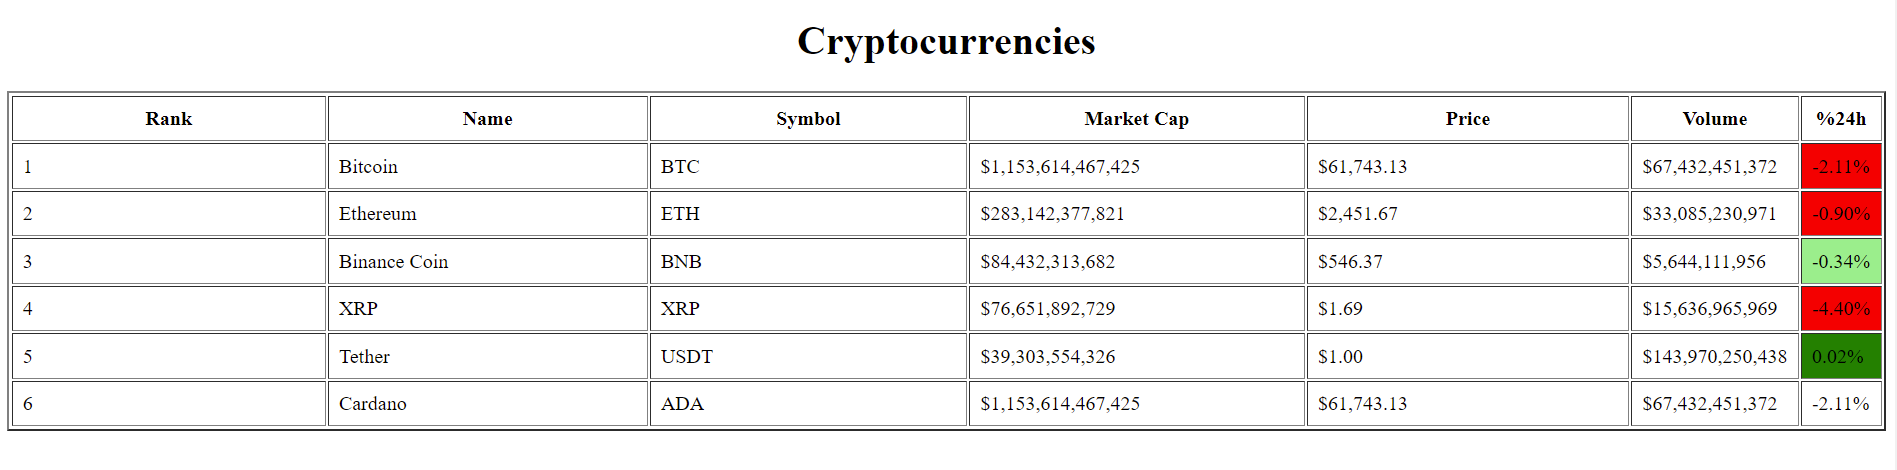 Cryptocurrencies
Rank Name Symbol Market Cap Price Volume %24h
1 Bitcoin BTC $1,153,614,467,425 $61,743.13 $67,432,451,372 -2.11%
2 Ethereum ETH $283,142,377,821 $2,451.67 $33,085,230,971 -0.90%
3 Binance Coin BNB $84,432,313,682 $546.37 $5,644,111,956 -0.34%
4 XRP XRP $76,651,892,729 $1.69 $15,636,965,969 -4.40%
5 Tether USDT $39,303,554,326 $1.00 $143,970,250,438 0.02%
6 Cardano ADA $1,153,614,467,425 $61,743.13 $67,432,451,372 -2.11%